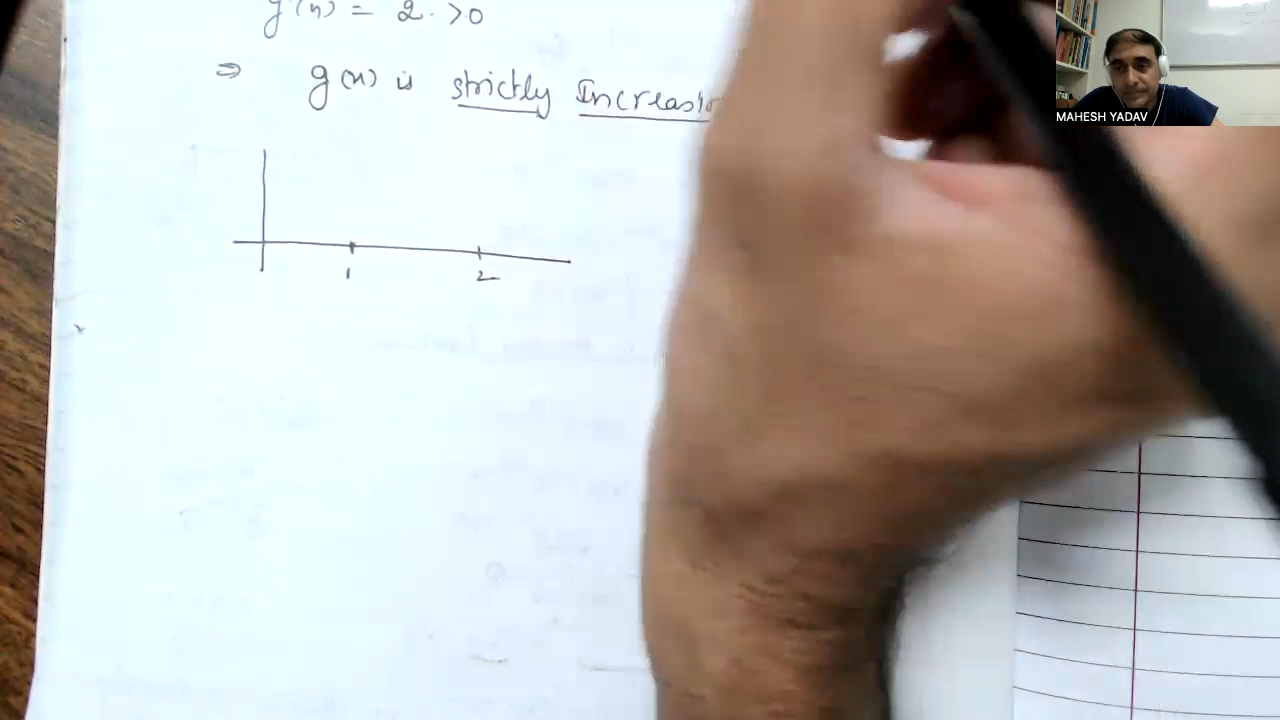 g'(x) = 2 > 0
MAHESH YADAV
⇒ g(x) is strictly Increasin
1 2